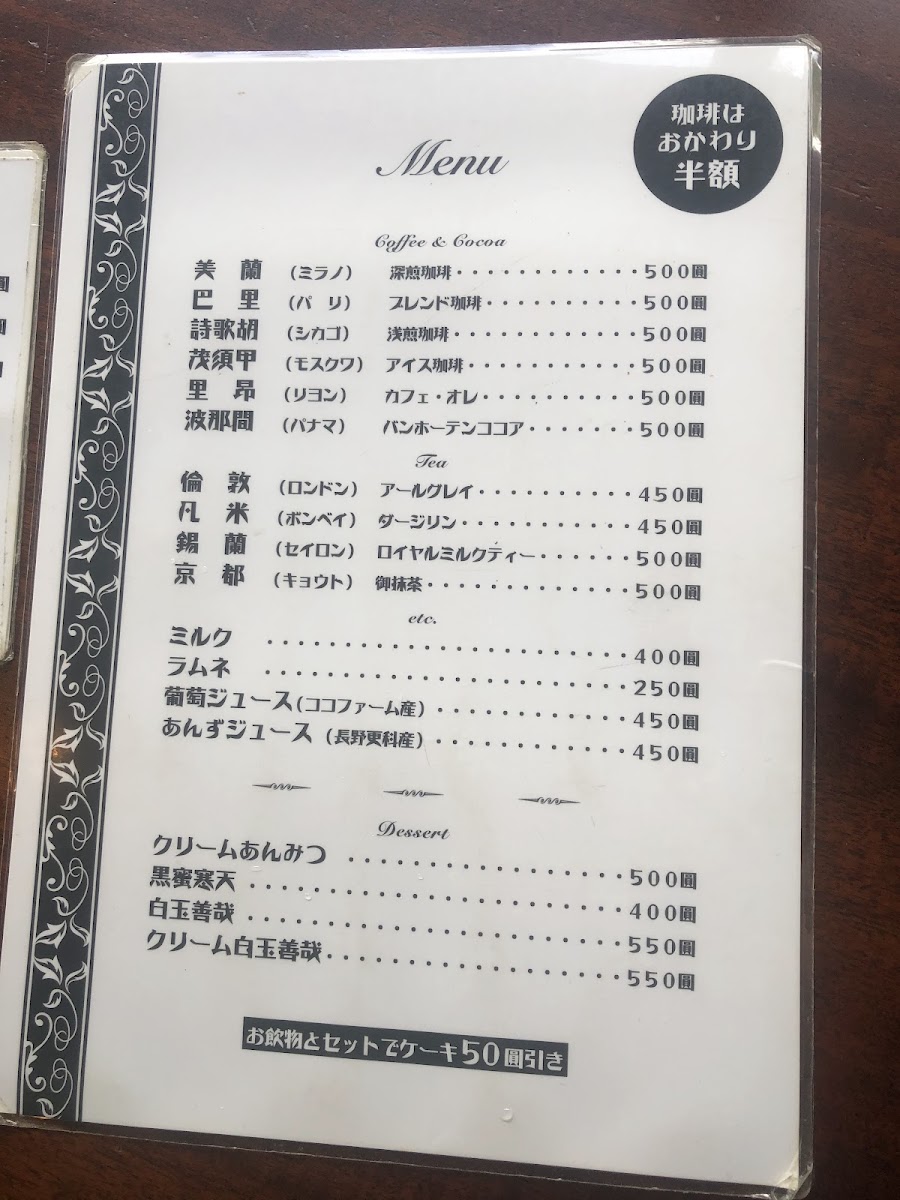 珈琲は
おかわり
半額
Menu
Coffee & Cocoa
美蘭 (ミラノ) 深煎珈琲・・・・・・・・・・・・500圓
巴里 (パリ) ブレンド珈琲・・・・・・・・・・500圓
詩歌胡 (シカゴ) 浅煎珈琲・・・・・・・・・・・・500圓
茂須甲 (モスクワ) アイス珈琲・・・・・・・・・・・500圓
里昂 (リヨン) カフェ・オレ・・・・・・・・・・500圓
波那間 (パナマ) バンホーテンココア・・・・・・・500圓
Tea
倫敦 (ロンドン) アールグレイ・・・・・・・・・・450圓
凡米 (ボンベイ) ダージリン・・・・・・・・・・・450圓
錫蘭 (セイロン) ロイヤルミルクティー・・・・・・500圓
京都 (キョウト) 御抹茶・・・・・・・・・・・・・500圓
etc.
ミルク ・・・・・・・・・・・・・・・・・・・・・・・400圓
ラムネ ・・・・・・・・・・・・・・・・・・・・・・・250圓
葡萄ジュース(ココファーム産) ・・・・・・・・・・・・450圓
あんずジュース (長野更科産) ・・・・・・・・・・・・450圓
Dessert
クリームあんみつ ・・・・・・・・・・・・・・・・・・500圓
黒蜜寒天 ・・・・・・・・・・・・・・・・・・・・・・・・400圓
白玉善哉 ・・・・・・・・・・・・・・・・・・・・・・・・550圓
クリーム白玉善哉・・・・・・・・・・・・・・・・・・・550圓
お飲物とセットでケーキ50圓引き
圓
圓